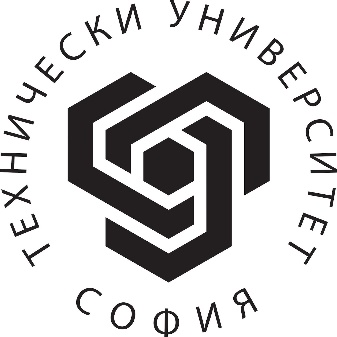 ТЕХНИЧЕСКИ УНИВЕРСИТЕТ
СОФИЯ